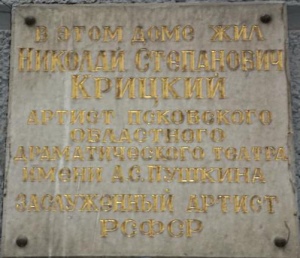 В ЭТОМ ДОМЕ ЖИЛ
НИКОЛАЙ СТЕПАНОВИЧ
КРИЦКИЙ
АРТИСТ ПСКОВСКОГО
ОБЛАСТНОГО
ДРАМАТИЧЕСКОГО ТЕАТРА
ИМЕНИ А.С.ПУШКИНА
ЗАСЛУЖЕННЫЙ АРТИСТ
РСФСР